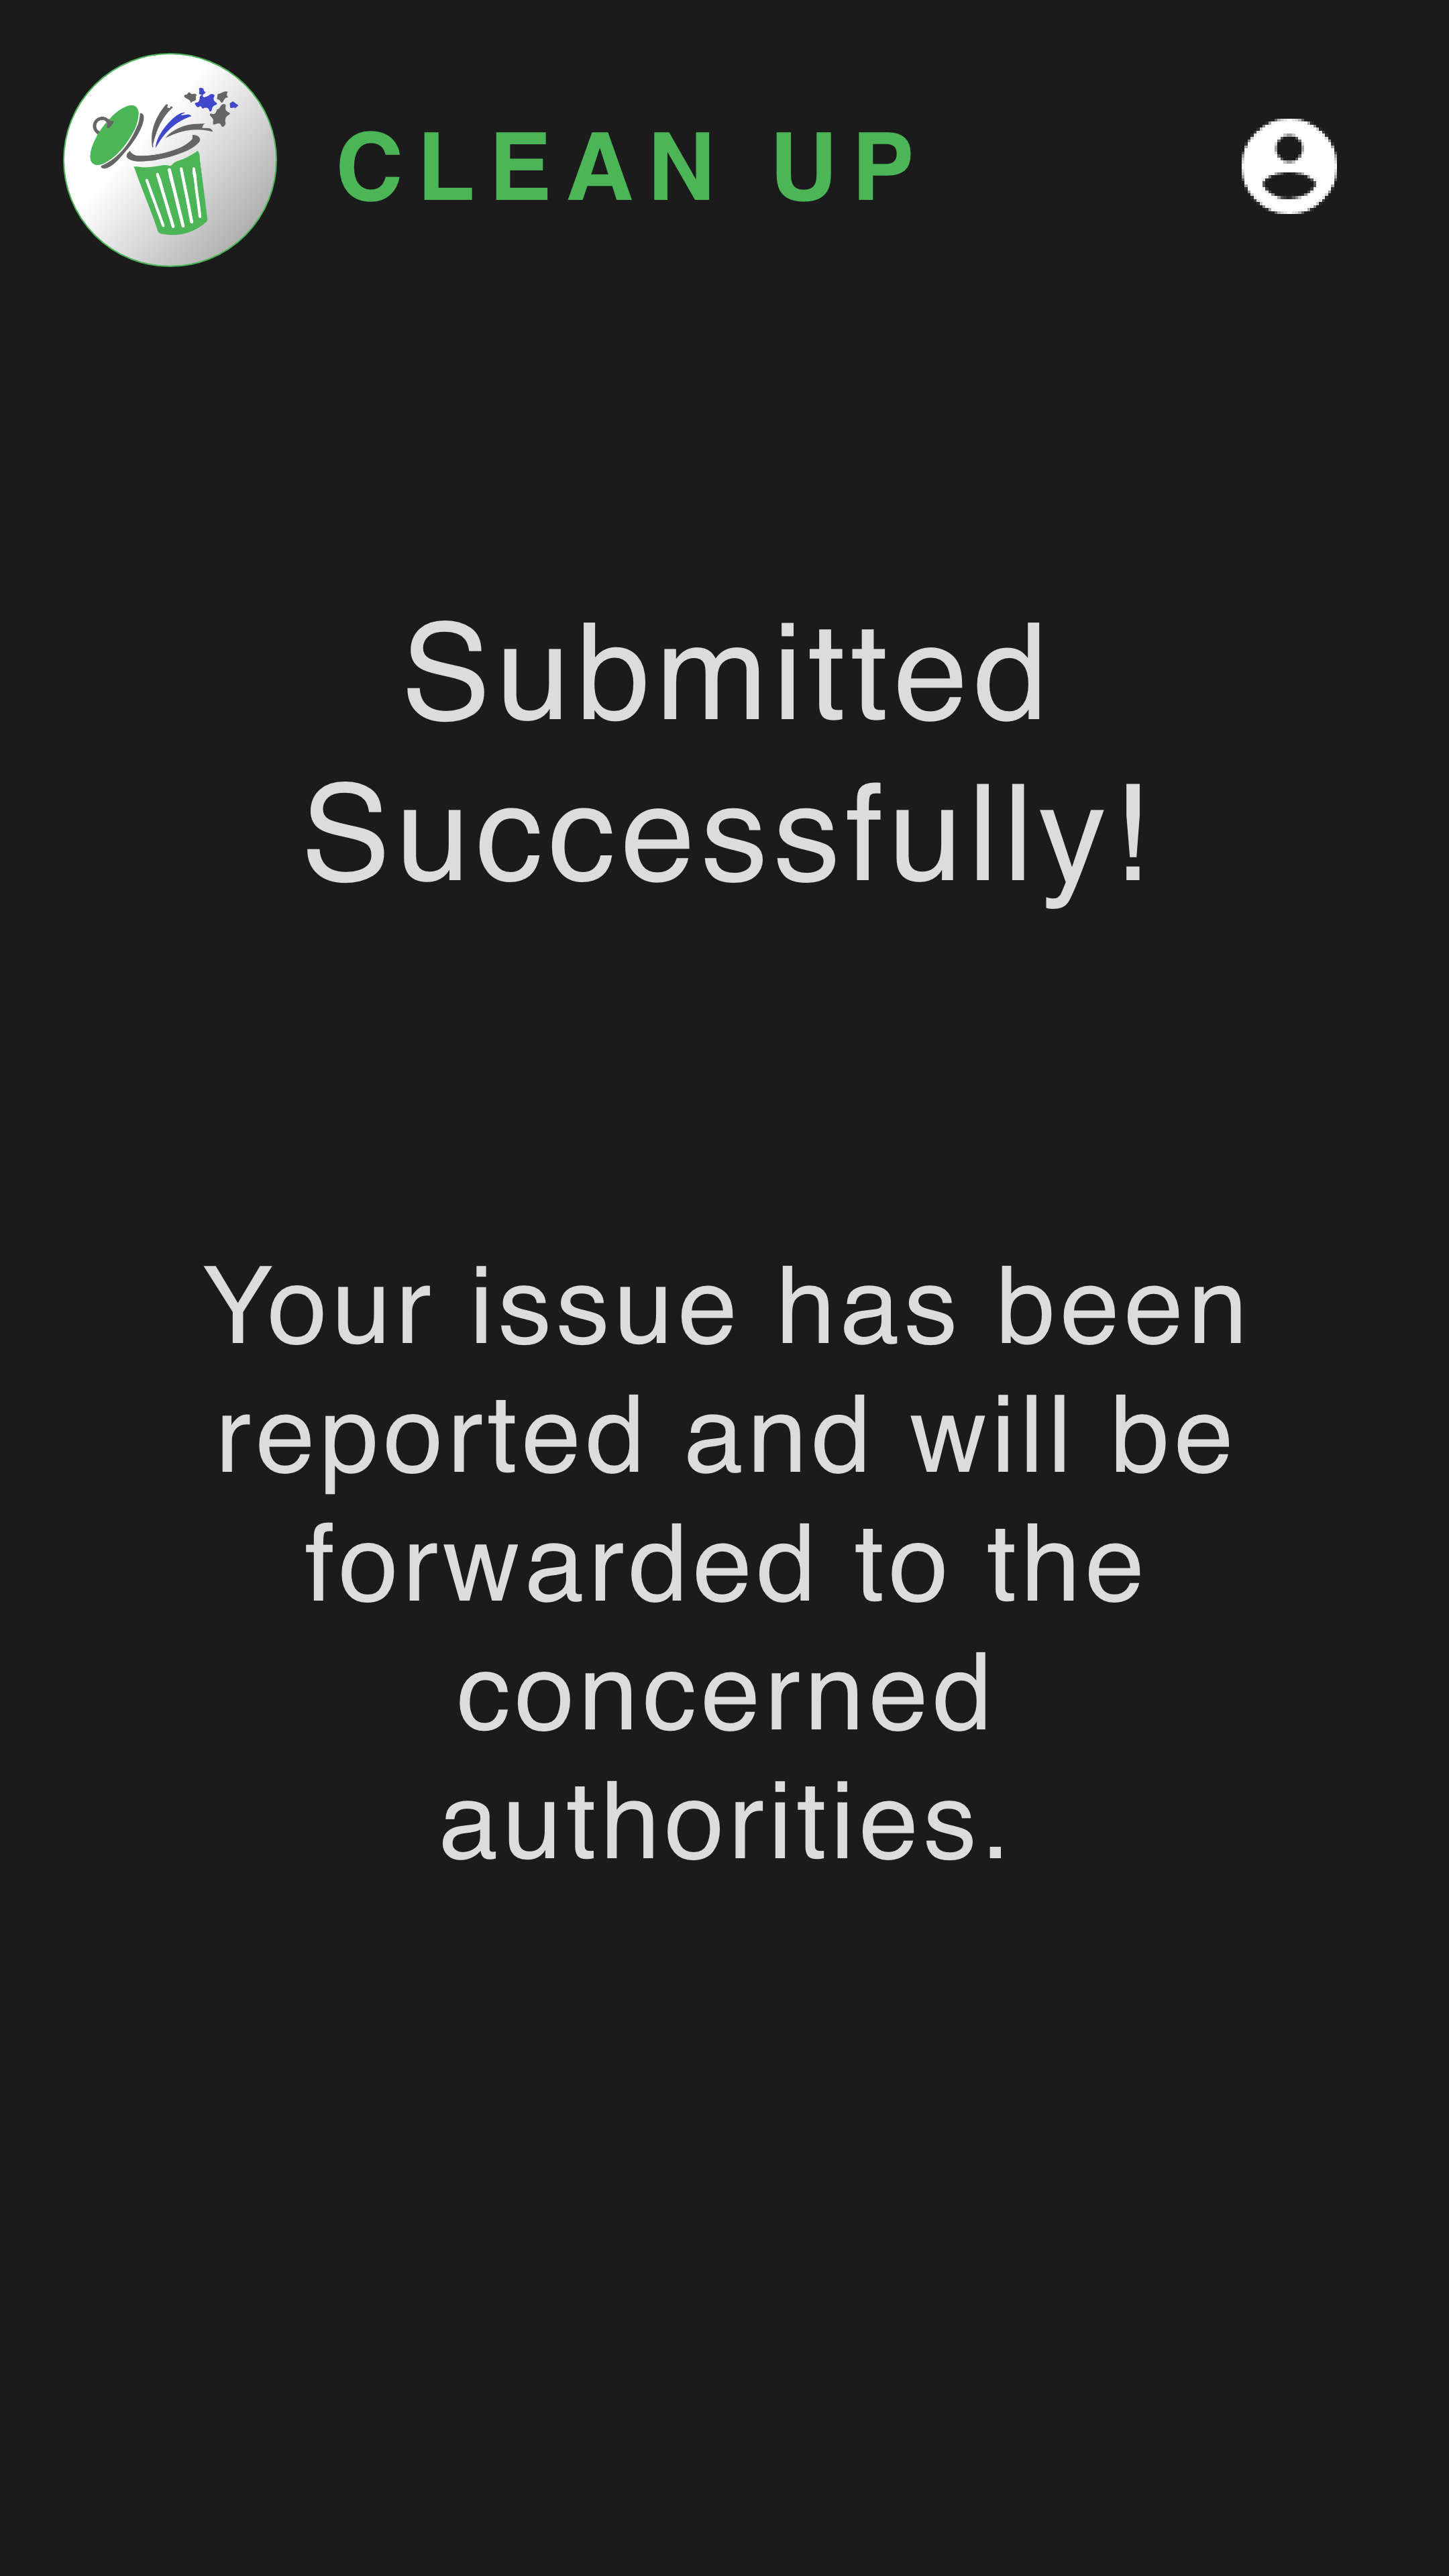 CLEAN UP
Submitted
Successfully!
Your issue has been
reported and will be
forwarded to the
concerned
authorities.